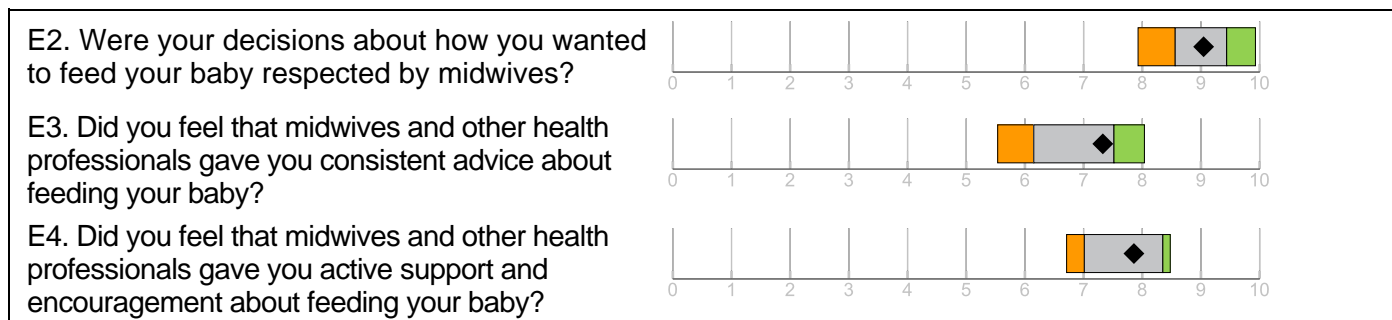 E2. Were your decisions about how you wanted
to feed your baby respected by midwives?
0 1 2 3 4 5 6 7 8 9 10
E3. Did you feel that midwives and other health
professionals gave you consistent advice about
feeding your baby?
0 1 2 3 4 5 6 7 8 9 10
E4. Did you feel that midwives and other health
professionals gave you active support and
encouragement about feeding your baby?
0 1 2 3 4 5 6 7 8 9 10